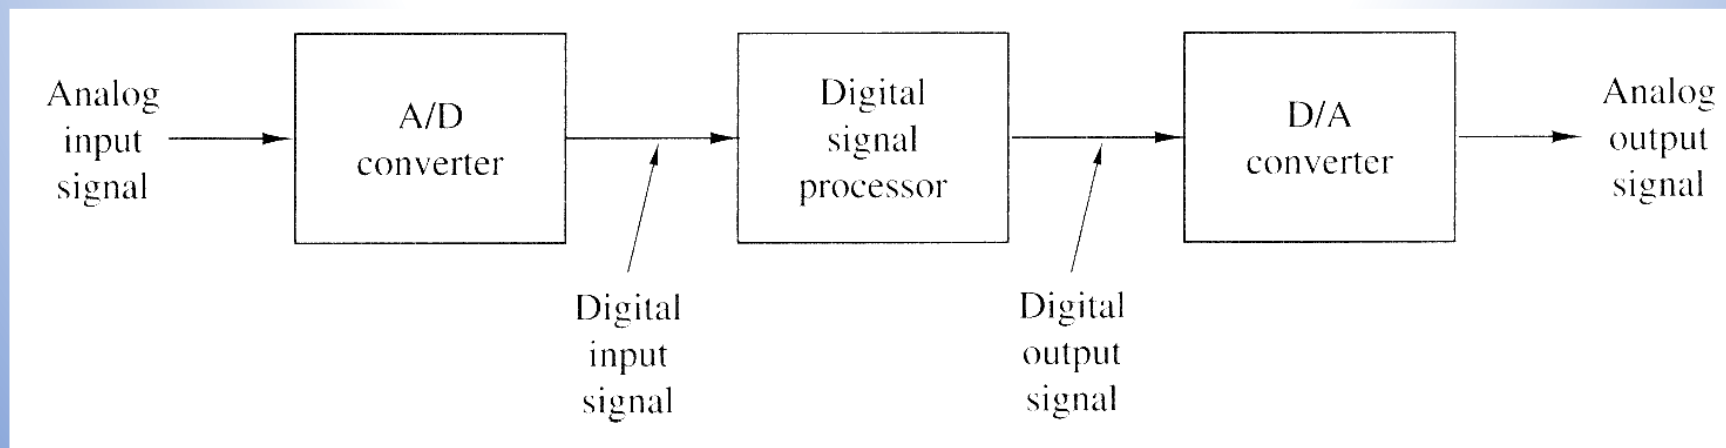 Analog
input
signal
A/D
converter
Digital
signal
processor
D/A
converter
Analog
output
signal
Digital
input
signal
Digital
output
signal